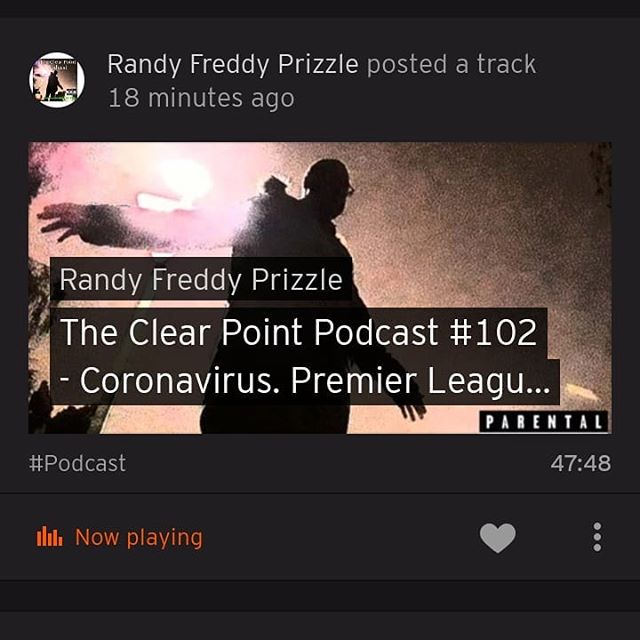 Randy Freddy Prizzle posted a track
18 minutes ago
Randy Freddy Prizzle
The Clear Point Podcast #102
- Coronavirus. Premier Leagu...
PARENTAL
#Podcast
47:48
Now playing